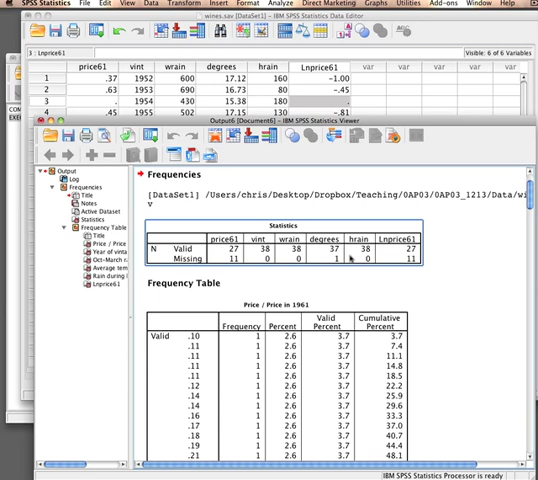 SPSS Statistics File Edit View Data Transform Insert Format Analyze Direct Marketing Graphs Utilities Add-ons Window
wines.sav [DataSet1] - IBM SPSS Statistics Data Editor
3 : Lnprice61 Visible: 6 of 6 Variables
price61 vint wrain degrees hrain Lnprice61 var var var
1 .37 1952 600 17.12 160 -1.00
2 .63 1953 690 16.73 80 -.45
3 . 1954 430 15.38 180 .
4 .45 1955 502 17.15 130 -.81
Output6 [Document6] - IBM SPSS Statistics Viewer
Output
Log
Frequencies
Title
Notes
Active Dataset
Statistics
Frequency Table
Title
Price / Price
Year of vinta
Oct-March r
Average tem
Rain during
Lnprice61
Frequencies
[DataSet1] /Users/chris/Desktop/Dropbox/Teaching/0AP03/0AP03_1213/Data/wi
v
Statistics
price61 vint wrain degrees hrain Lnprice61
N Valid 27 38 38 37 38 27
Missing 11 0 0 1 0 11
Frequency Table
Price / Price in 1961
Frequency Percent Valid Percent Cumulative Percent
Valid .10 1 2.6 3.7 3.7
.11 1 2.6 3.7 7.4
.11 1 2.6 3.7 11.1
.11 1 2.6 3.7 14.8
.11 1 2.6 3.7 18.5
.12 1 2.6 3.7 22.2
.14 1 2.6 3.7 25.9
.14 1 2.6 3.7 29.6
.16 1 2.6 3.7 33.3
.17 1 2.6 3.7 37.0
.18 1 2.6 3.7 40.7
.19 1 2.6 3.7 44.4
.21 1 2.6 3.7 48.1
IBM SPSS Statistics Processor is ready